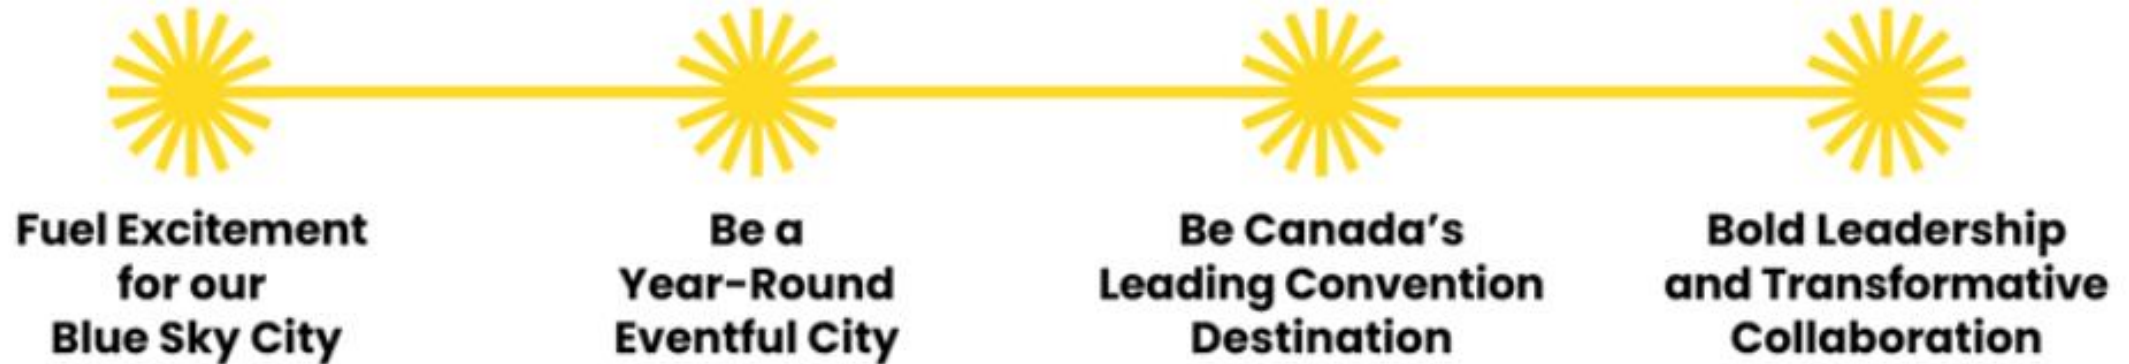 Fuel Excitement
for our
Blue Sky City
Be a
Year-Round
Eventful City
Be Canada's
Leading Convention
Destination
Bold Leadership
and Transformative
Collaboration